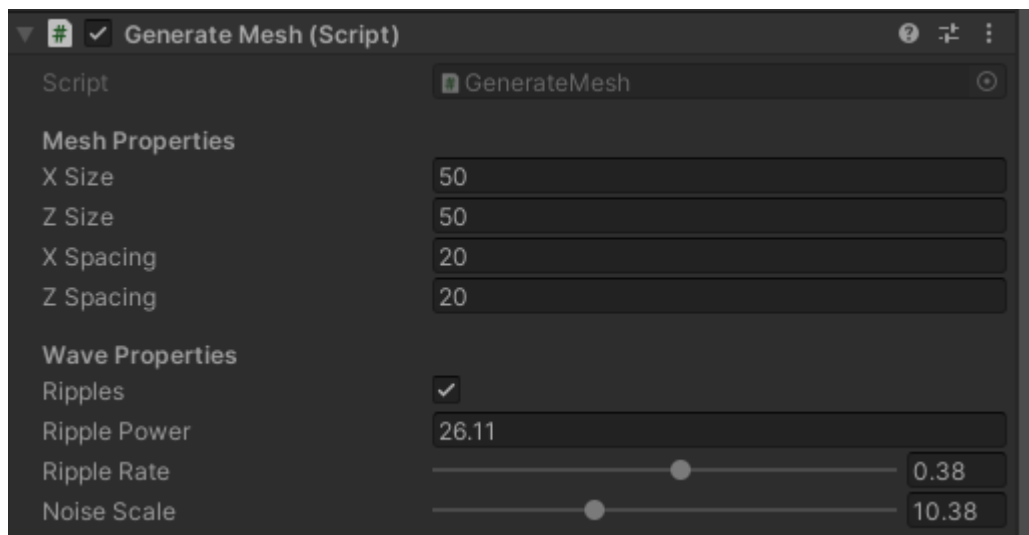 Generate Mesh (Script)
Script GenerateMesh
Mesh Properties
X Size 50
Z Size 50
X Spacing 20
Z Spacing 20
Wave Properties
Ripples
Ripple Power 26.11
Ripple Rate 0.38
Noise Scale 10.38